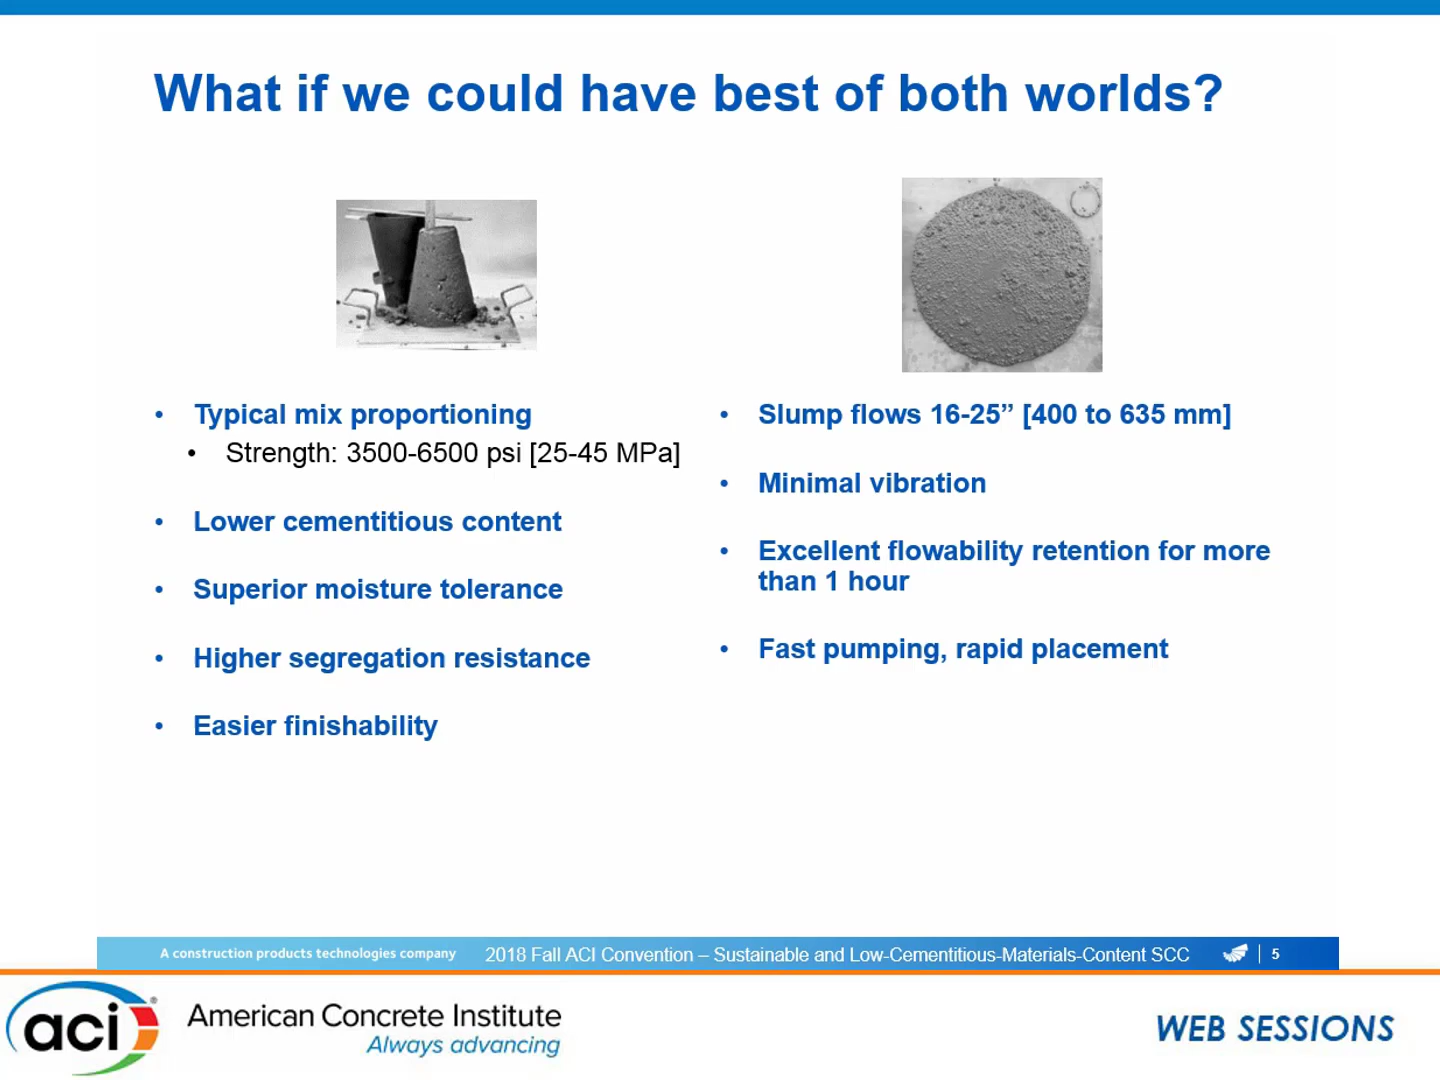 What if we could have best of both worlds?
• Typical mix proportioning
• Strength: 3500-6500 psi [25-45 MPa]
• Lower cementitious content
• Superior moisture tolerance
• Higher segregation resistance
• Easier finishability
• Slump flows 16-25” [400 to 635 mm]
• Minimal vibration
• Excellent flowability retention for more
than 1 hour
• Fast pumping, rapid placement
A construction products technologies company
2018 Fall ACI Convention – Sustainable and Low-Cementitious-Materials-Content SCC
5
aci®
American Concrete Institute
Always advancing
WEB SESSIONS